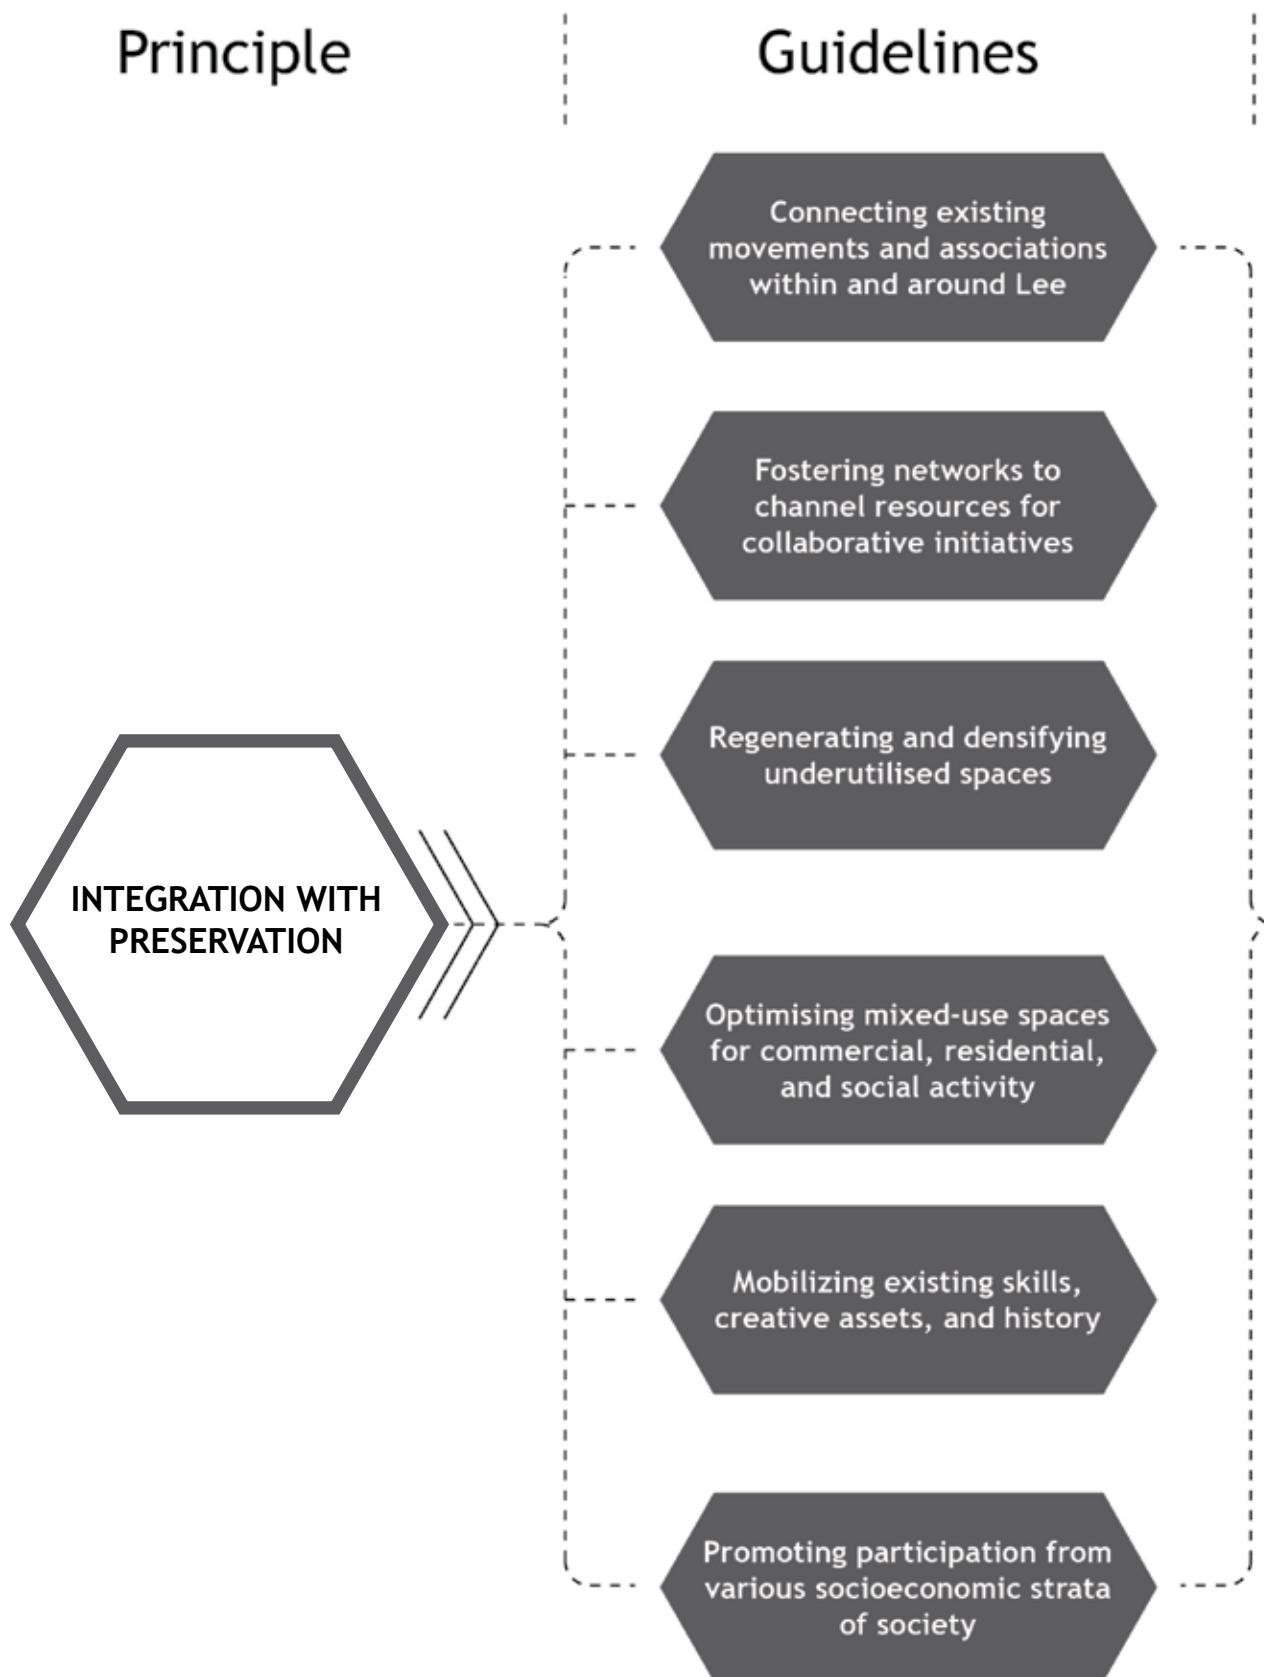 Principle
Guidelines
Connecting existing
movements and associations
within and around Lee
Fostering networks to
channel resources for
collaborative initiatives
Regenerating and densifying
underutilised spaces
INTEGRATION WITH
PRESERVATION
Optimising mixed-use spaces
for commercial, residential,
and social activity
Mobilizing existing skills,
creative assets, and history
Promoting participation from
various socioeconomic strata
of society